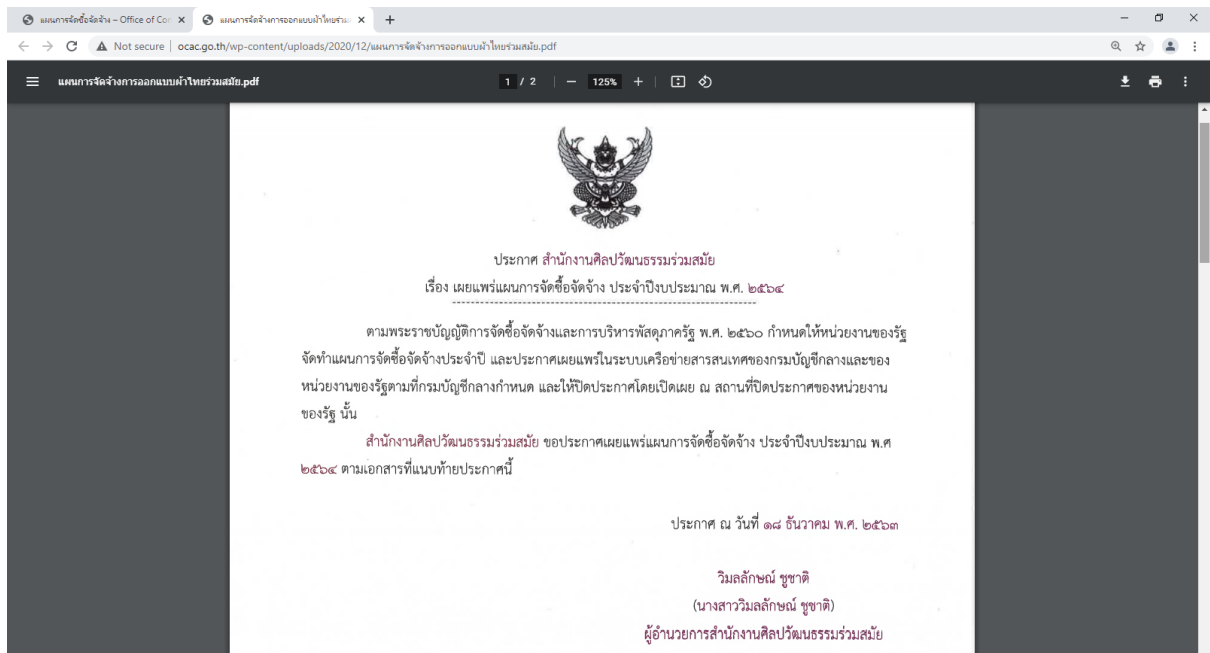 แผนการจัดซื้อจัดจ้าง – Office of Con
แผนการจัดจ้างการออกแบบผ้าไทยร่วมสม
Not secure | ocac.go.th/wp-content/uploads/2020/12/แผนการจัดจ้างการออกแบบผ้าไทยร่วมสมัย.pdf
แผนการจัดจ้างการออกแบบผ้าไทยร่วมสมัย.pdf
1 / 2
125%
ประกาศ สำนักงานศิลปวัฒนธรรมร่วมสมัย
เรื่อง เผยแพร่แผนการจัดซื้อจัดจ้าง ประจำปีงบประมาณ พ.ศ. ๒๕๖๔
ตามพระราชบัญญัติการจัดซื้อจัดจ้างและการบริหารพัสดุภาครัฐ พ.ศ. ๒๕๖๐ กำหนดให้หน่วยงานของรัฐ
จัดทำแผนการจัดซื้อจัดจ้างประจำปี และประกาศเผยแพร่ในระบบเครือข่ายสารสนเทศของกรมบัญชีกลางและของ
หน่วยงานของรัฐตามที่กรมบัญชีกลางกำหนด และให้ปิดประกาศโดยเปิดเผย ณ สถานที่ปิดประกาศของหน่วยงาน
ของรัฐ นั้น
สำนักงานศิลปวัฒนธรรมร่วมสมัย ขอประกาศเผยแพร่แผนการจัดซื้อจัดจ้าง ประจำปีงบประมาณ พ.ศ
๒๕๖๔ ตามเอกสารที่แนบท้ายประกาศนี้
ประกาศ ณ วันที่ ๑๘ ธันวาคม พ.ศ. ๒๕๖๓
วิมลลักษณ์ ชูชาติ
(นางสาววิมลลักษณ์ ชูชาติ)
ผู้อำนวยการสำนักงานศิลปวัฒนธรรมร่วมสมัย